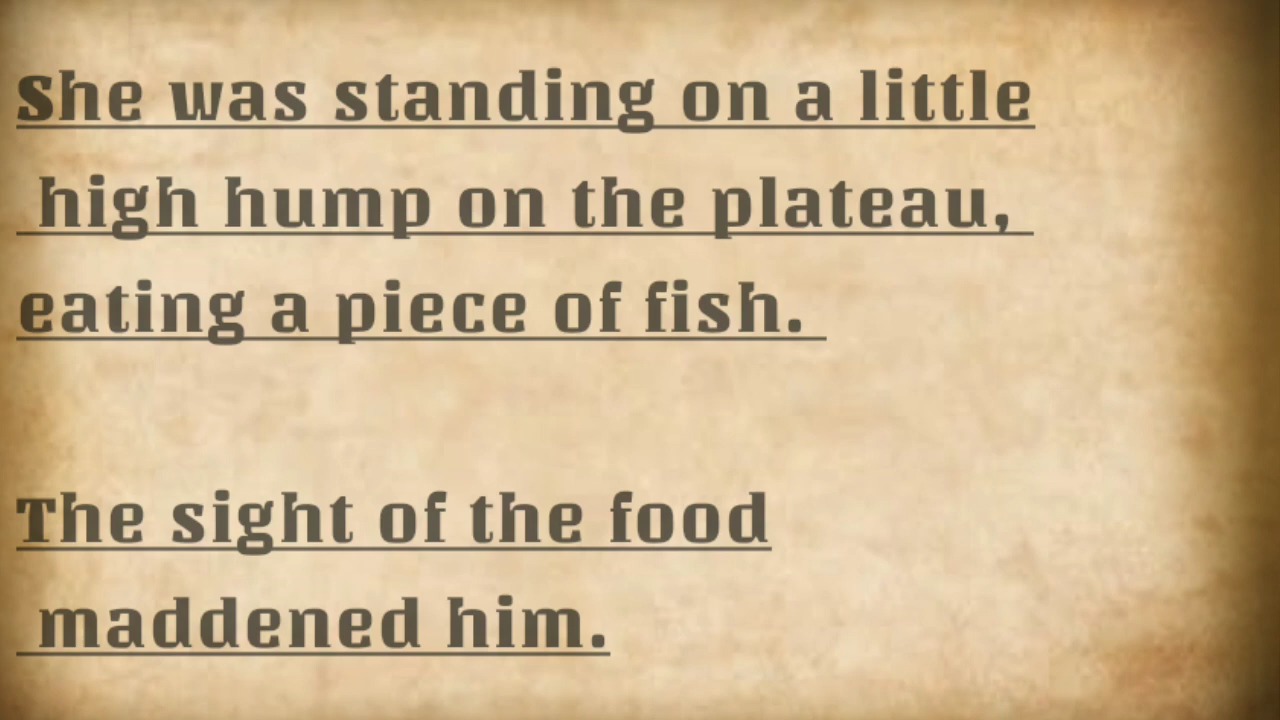 She was standing on a little
high hump on the plateau,
eating a piece of fish.
The sight of the food
maddened him.